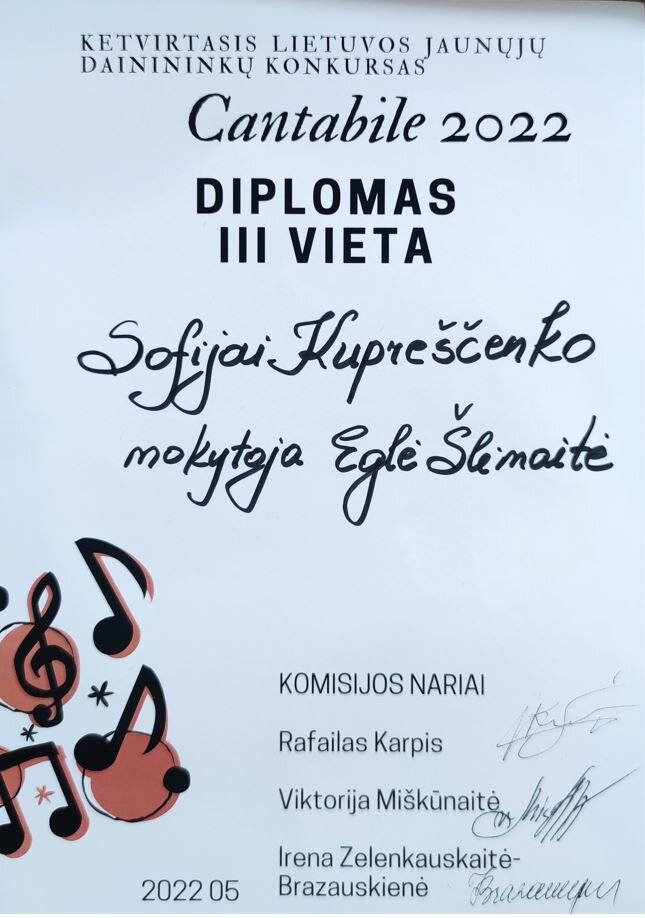 KETVIRTASIS LIETUVOS JAUNŲJŲ
DAINININKŲ KONKURSAS
Cantabile 2022
DIPLOMAS
III VIETA
Sofijai Kupreščenko
mokytoja Eglė Šlimaitė
KOMISIJOS NARIAI
Rafailas Karpis
Viktorija Miškūnaitė
Irena Zelenkauskaitė-
Brazauskienė
2022 05